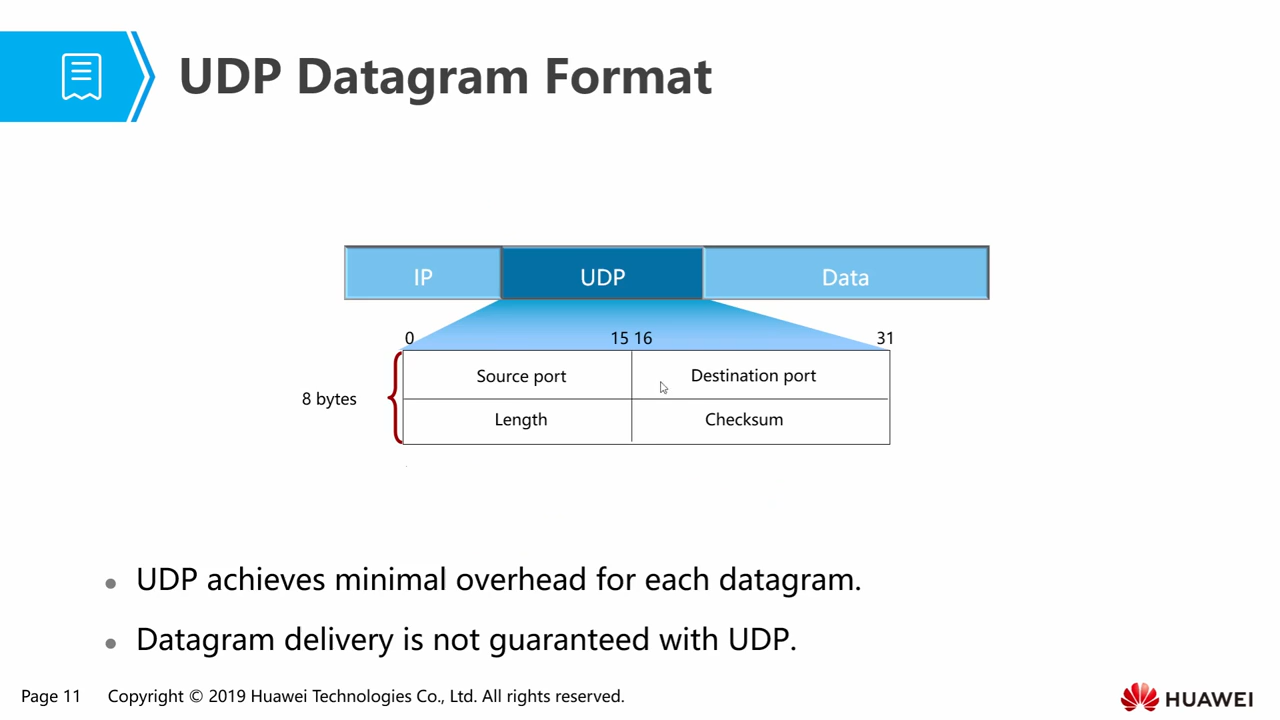 UDP Datagram Format
IP UDP Data
0 15 16 31
8 bytes
Source port Destination port
Length Checksum
UDP achieves minimal overhead for each datagram.
Datagram delivery is not guaranteed with UDP.
Page 11 Copyright © 2019 Huawei Technologies Co., Ltd. All rights reserved.
HUAWEI